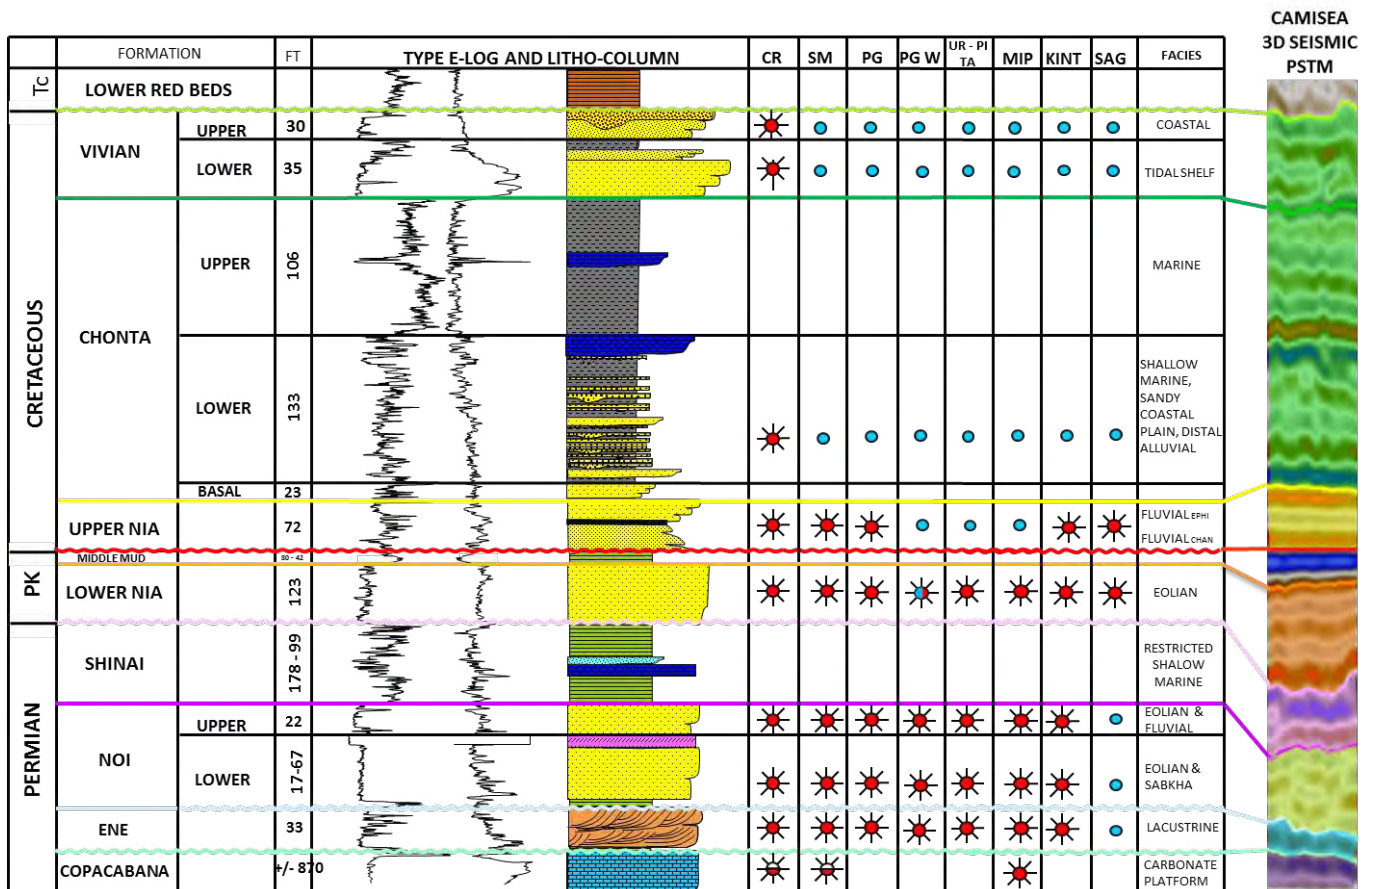 CAMISEA
3D SEISMIC
PSTM
FORMATION FT TYPE E-LOG AND LITHO-COLUMN CR SM PG PG W UR - PI TA MIP KINT SAG FACIES
Tc LOWER RED BEDS
CRETACEOUS
VIVIAN
UPPER 30 COASTAL
LOWER 35 TIDAL SHELF
CHONTA
UPPER 106 MARINE
LOWER 133
SHALLOW
MARINE,
SANDY
COASTAL
PLAIN, DISTAL
ALLUVIAL
BASAL 23
UPPER NIA 72
FLUVIAL EPHI
FLUVIAL CHAN
MIDDLE MUD 30 - 42
PK
LOWER NIA 123 EOLIAN
PERMIAN
SHINAI 178 - 99
RESTRICTED
SHALOW
MARINE
NOI
UPPER 22
EOLIAN &
FLUVIAL
LOWER 17-67
EOLIAN &
SABKHA
ENE 33 LACUSTRINE
COPACABANA +/- 870
CARBONATE
PLATFORM